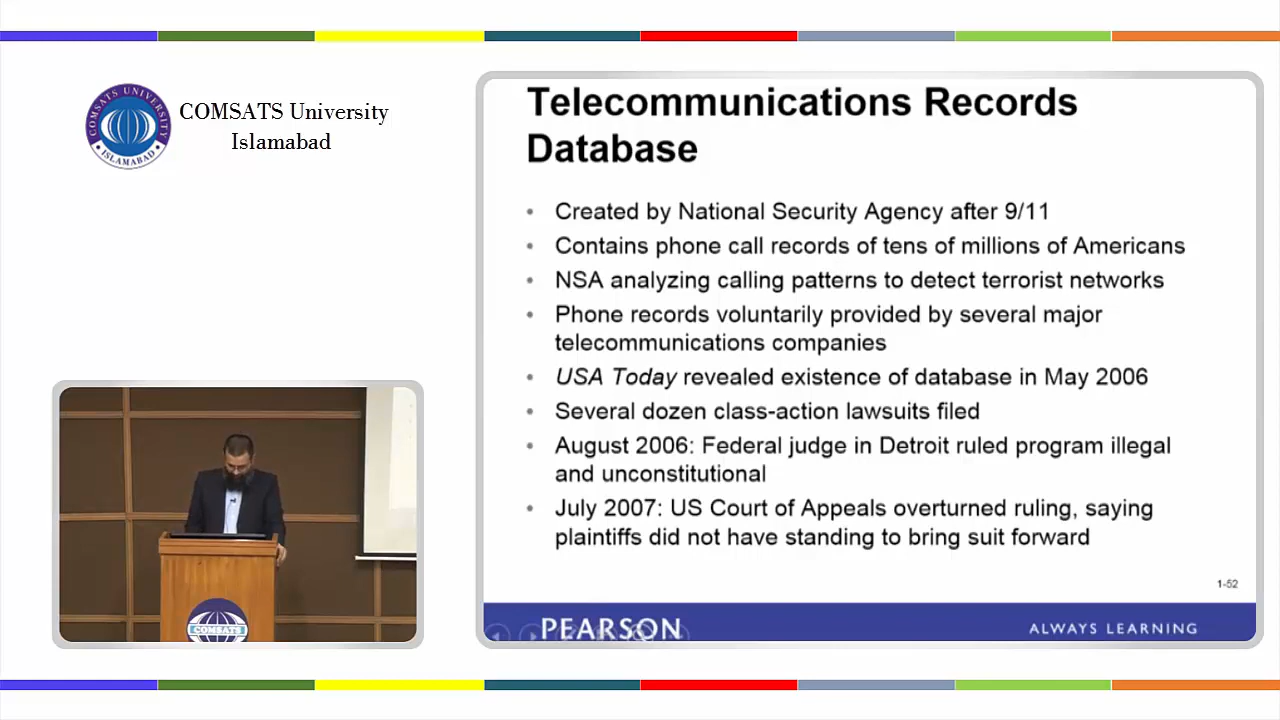 COMSATS UNIVERSITY
ISLAMABAD
COMSATS University
Islamabad
Telecommunications Records
Database
• Created by National Security Agency after 9/11
• Contains phone call records of tens of millions of Americans
• NSA analyzing calling patterns to detect terrorist networks
• Phone records voluntarily provided by several major
telecommunications companies
• USA Today revealed existence of database in May 2006
• Several dozen class-action lawsuits filed
• August 2006: Federal judge in Detroit ruled program illegal
and unconstitutional
• July 2007: US Court of Appeals overturned ruling, saying
plaintiffs did not have standing to bring suit forward
1-52
PEARSON
ALWAYS LEARNING
COMSATS